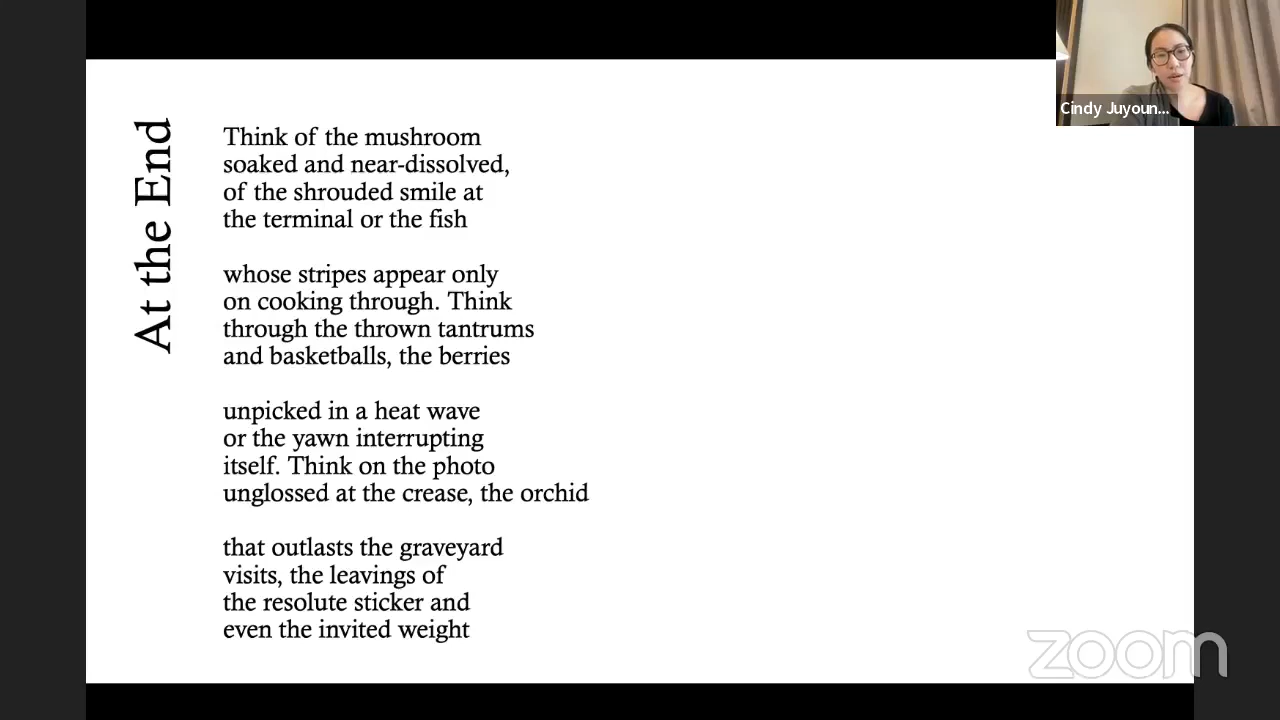 At the End
Think of the mushroom
soaked and near-dissolved,
of the shrouded smile at
the terminal or the fish
whose stripes appear only
on cooking through. Think
through the thrown tantrums
and basketballs, the berries
unpicked in a heat wave
or the yawn interrupting
itself. Think on the photo
unglossed at the crease, the orchid
that outlasts the graveyard
visits, the leavings of
the resolute sticker and
even the invited weight
Cindy Juyoun...
zoom